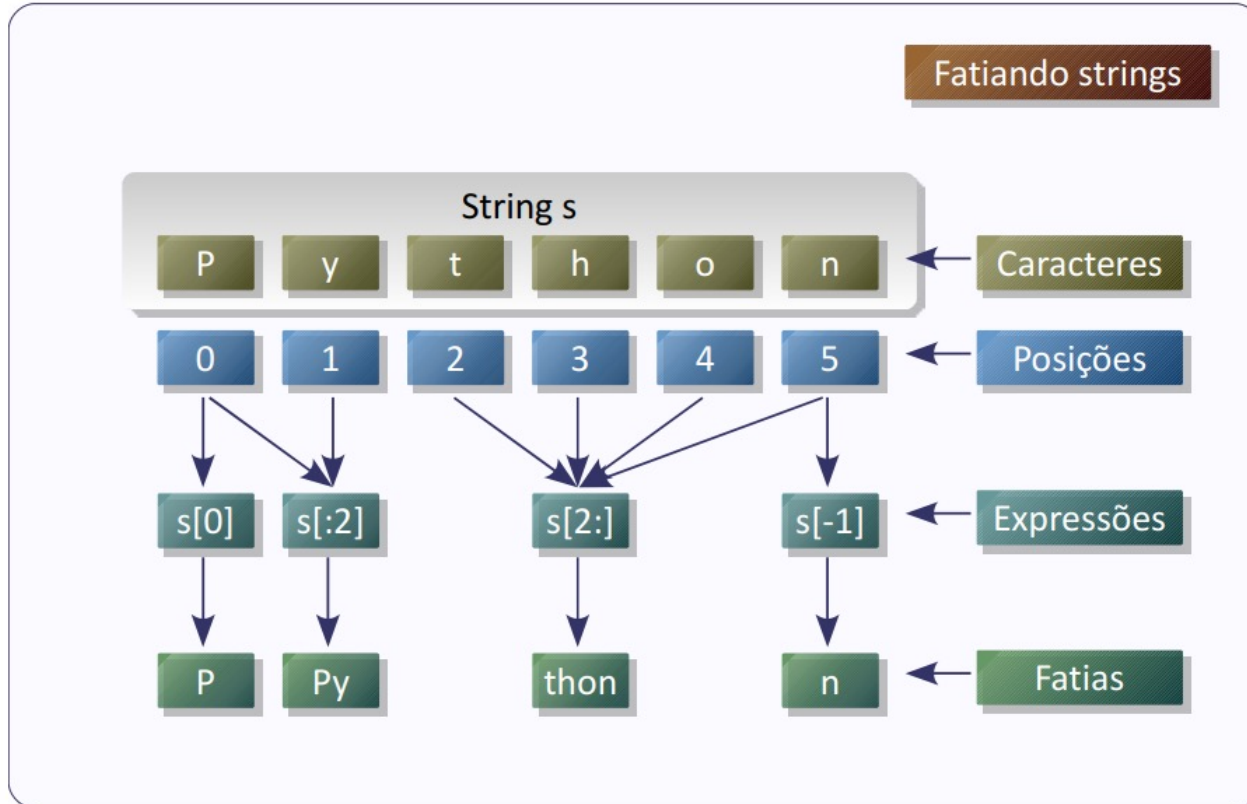 Fatiando strings
String s
P y t h o n
Caracteres
0 1 2 3 4 5
Posições
s[0] s[:2] s[2:] s[-1]
Expressões
P Py thon n
Fatias